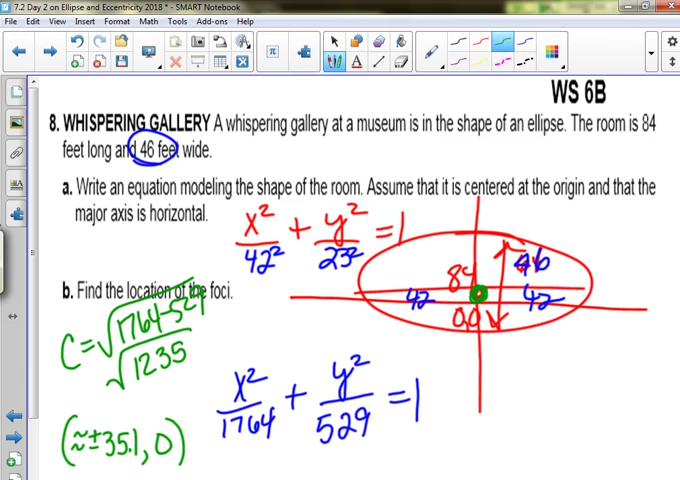 7.2 Day 2 on Ellipse and Eccentricity 2018 * - SMART Notebook
File Edit View Insert Format Tools Add-ons Help
WS 6B
8. WHISPERING GALLERY A whispering gallery at a museum is in the shape of an ellipse. The room is 84
feet long and 46 feet wide.
a. Write an equation modeling the shape of the room. Assume that it is centered at the origin and that the
major axis is horizontal.
x²/42² + y²/23² = 1
84
46
42
42
0,0
b. Find the location of the foci.
C = √1764-529
√1235
x²/1764 + y²/529 = 1
(≈±35.1, 0)